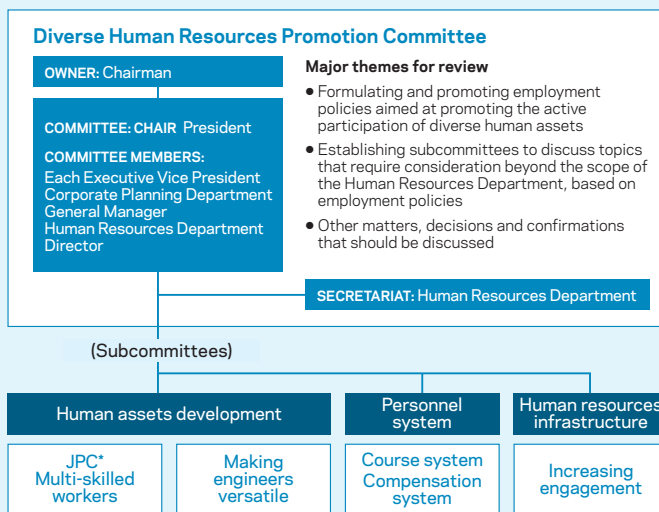 Diverse Human Resources Promotion Committee
OWNER: Chairman
COMMITTEE: CHAIR President
COMMITTEE MEMBERS:
Each Executive Vice President
Corporate Planning Department
General Manager
Human Resources Department
Director
Major themes for review
● Formulating and promoting employment
policies aimed at promoting the active
participation of diverse human assets
● Establishing subcommittees to discuss topics
that require consideration beyond the scope of
the Human Resources Department, based on
employment policies
● Other matters, decisions and confirmations
that should be discussed
SECRETARIAT: Human Resources Department
(Subcommittees)
Human assets development
JPC*
Multi-skilled
workers
Making
engineers
versatile
Personnel
system
Course system
Compensation
system
Human resources
infrastructure
Increasing
engagement